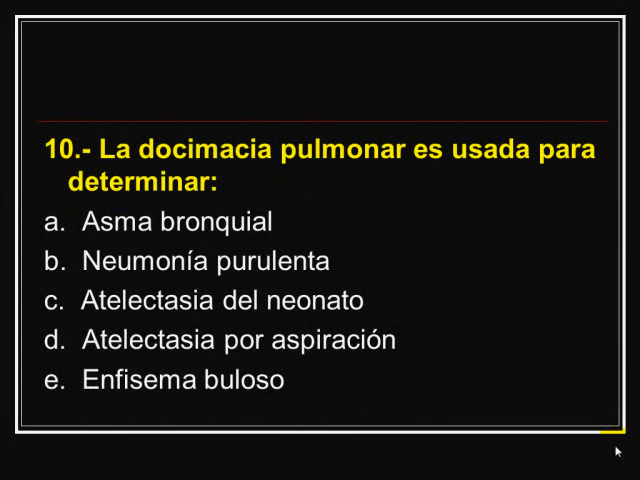 10.- La docimacia pulmonar es usada para
determinar:
a. Asma bronquial
b. Neumonía purulenta
c. Atelectasia del neonato
d. Atelectasia por aspiración
e. Enfisema buloso